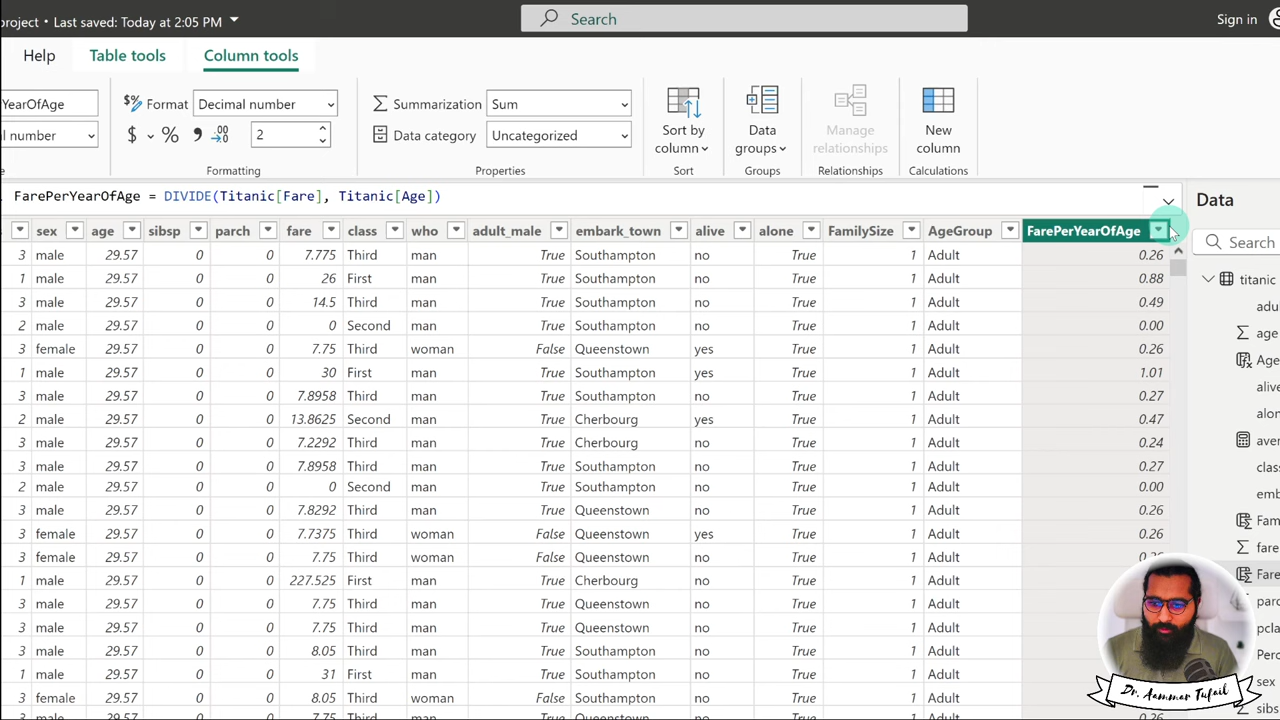 project • Last saved: Today at 2:05 PM
Search
Sign in
Help
Table tools
Column tools
YearOfAge
Format
Decimal number
Summarization
Sum
Sort by column
Data groups
Manage relationships
New column
al number
$
%
,
.00
2
Data category
Uncategorized
Formatting
Properties
Sort
Groups
Relationships
Calculations
FarePerYearOfAge = DIVIDE(Titanic[Fare], Titanic[Age])
Data
sex age sibsp parch fare class who adult_male embark_town alive alone FamilySize AgeGroup FarePerYearOfAge
Search
3 male 29.57 0 0 7.775 Third man True Southampton no True 1 Adult 0.26
1 male 29.57 0 0 26 First man True Southampton no True 1 Adult 0.88
3 male 29.57 0 0 14.5 Third man True Southampton no True 1 Adult 0.49
2 male 29.57 0 0 0 Second man True Southampton no True 1 Adult 0.00
3 female 29.57 0 0 7.75 Third woman False Queenstown yes True 1 Adult 0.26
1 male 29.57 0 0 30 First man True Southampton yes True 1 Adult 1.01
3 male 29.57 0 0 7.8958 Third man True Southampton no True 1 Adult 0.27
2 male 29.57 0 0 13.8625 Second man True Cherbourg yes True 1 Adult 0.47
3 male 29.57 0 0 7.2292 Third man True Cherbourg no True 1 Adult 0.24
3 male 29.57 0 0 7.8958 Third man True Southampton no True 1 Adult 0.27
2 male 29.57 0 0 0 Second man True Southampton no True 1 Adult 0.00
3 male 29.57 0 0 7.8292 Third man True Queenstown no True 1 Adult 0.26
3 female 29.57 0 0 7.7375 Third woman False Queenstown yes True 1 Adult 0.26
3 female 29.57 0 0 7.75 Third woman False Queenstown no True 1 Adult
1 male 29.57 0 0 227.525 First man True Cherbourg no True 1 Adult
3 male 29.57 0 0 7.75 Third man True Queenstown no True 1 Adult
3 male 29.57 0 0 7.75 Third man True Queenstown no True 1 Adult
3 male 29.57 0 0 8.05 Third man True Southampton no True 1 Adult
1 male 29.57 0 0 31 First man True Southampton no True 1 Adult
3 female 29.57 0 0 8.05 Third woman False Southampton no True 1 Adult
titanic
adu
age
Age
alive
alon
aver
class
emb
Fam
fare
Fare
parc
pcla
Perc
sex
sibs
Dr. Aammar Tufail